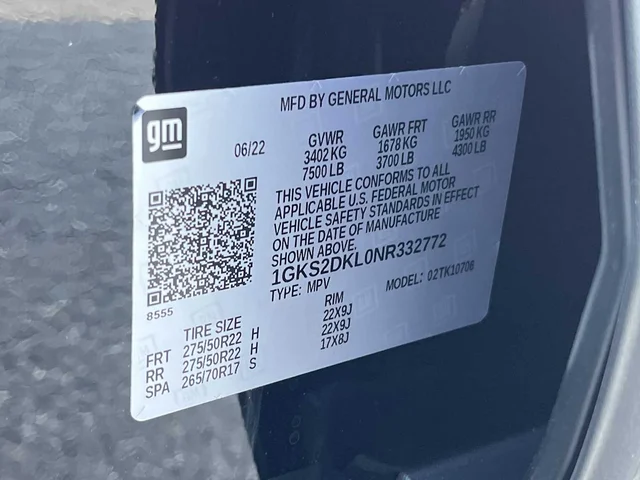 MFD BY GENERAL MOTORS LLC
gm
06/22 GVWR GAWR FRT GAWR RR
3402 KG 1678 KG 1950 KG
7500 LB 3700 LB 4300 LB
THIS VEHICLE CONFORMS TO ALL
APPLICABLE U.S. FEDERAL MOTOR
VEHICLE SAFETY STANDARDS IN EFFECT
ON THE DATE OF MANUFACTURE
SHOWN ABOVE.
1GKS2DKL0NR332772
TYPE: MPV MODEL: 02TK10706
8555
TIRE SIZE RIM
FRT 275/50R22 H 22X9J
RR 275/50R22 H 22X9J
SPA 265/70R17 S 17X8J